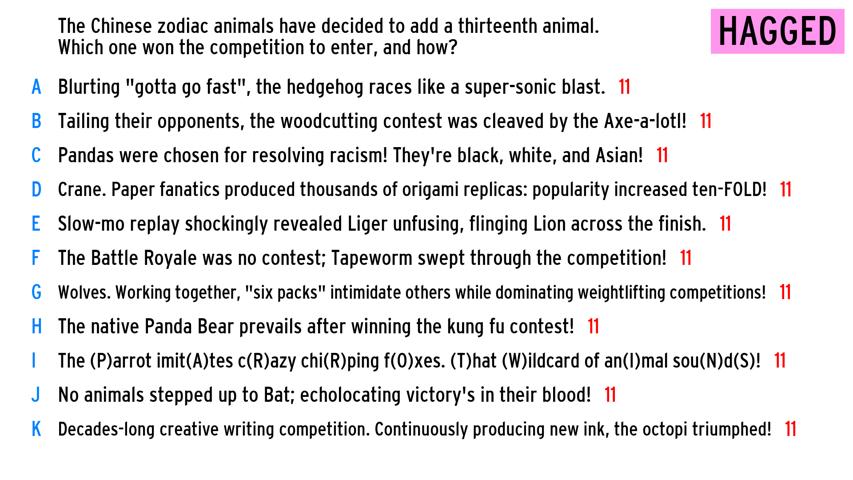 The Chinese zodiac animals have decided to add a thirteenth animal.
Which one won the competition to enter, and how?
HAGGED
A Blurting "gotta go fast", the hedgehog races like a super-sonic blast. 11
B Tailing their opponents, the woodcutting contest was cleaved by the Axe-a-lotl! 11
C Pandas were chosen for resolving racism! They're black, white, and Asian! 11
D Crane. Paper fanatics produced thousands of origami replicas: popularity increased ten-FOLD! 11
E Slow-mo replay shockingly revealed Liger unfusing, flinging Lion across the finish. 11
F The Battle Royale was no contest; Tapeworm swept through the competition! 11
G Wolves. Working together, "six packs" intimidate others while dominating weightlifting competitions! 11
H The native Panda Bear prevails after winning the kung fu contest! 11
I The (P)arrot imit(A)tes c(R)azy chi(R)ping f(O)xes. (T)hat (W)ildcard of an(I)mal sou(N)d(S)! 11
J No animals stepped up to Bat; echolocating victory's in their blood! 11
K Decades-long creative writing competition. Continuously producing new ink, the octopi triumphed! 11